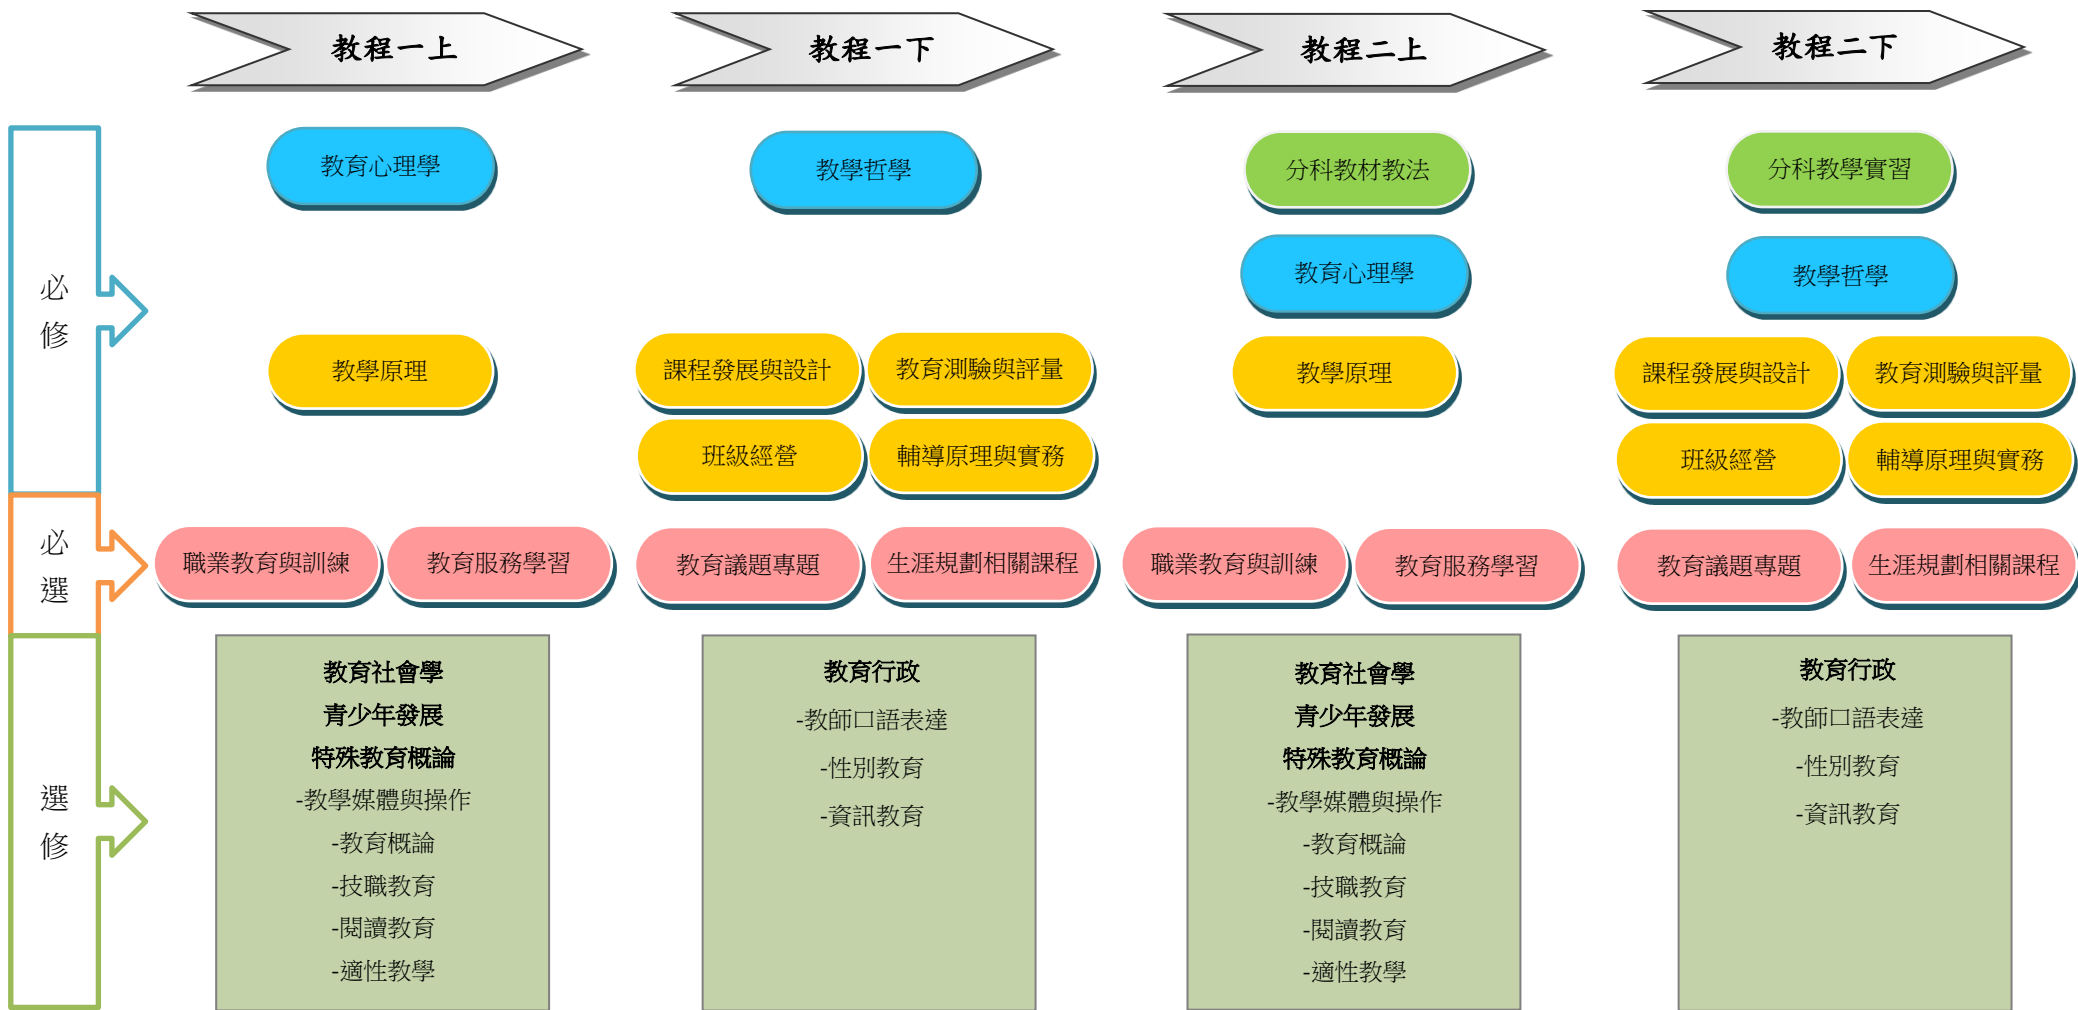 教程一上
教程一下
教程二上
教程二下
必
修
教育心理學
教學哲學
分科教材教法
分科教學實習
教育心理學
教學哲學
教學原理
課程發展與設計
教育測驗與評量
教學原理
課程發展與設計
教育測驗與評量
班級經營
輔導原理與實務
班級經營
輔導原理與實務
必
選
職業教育與訓練
教育服務學習
教育議題專題
生涯規劃相關課程
職業教育與訓練
教育服務學習
教育議題專題
生涯規劃相關課程
選
修
教育社會學
青少年發展
特殊教育概論
-教學媒體與操作
-教育概論
-技職教育
-閱讀教育
-適性教學
教育行政
-教師口語表達
-性別教育
-資訊教育
教育社會學
青少年發展
特殊教育概論
-教學媒體與操作
-教育概論
-技職教育
-閱讀教育
-適性教學
教育行政
-教師口語表達
-性別教育
-資訊教育